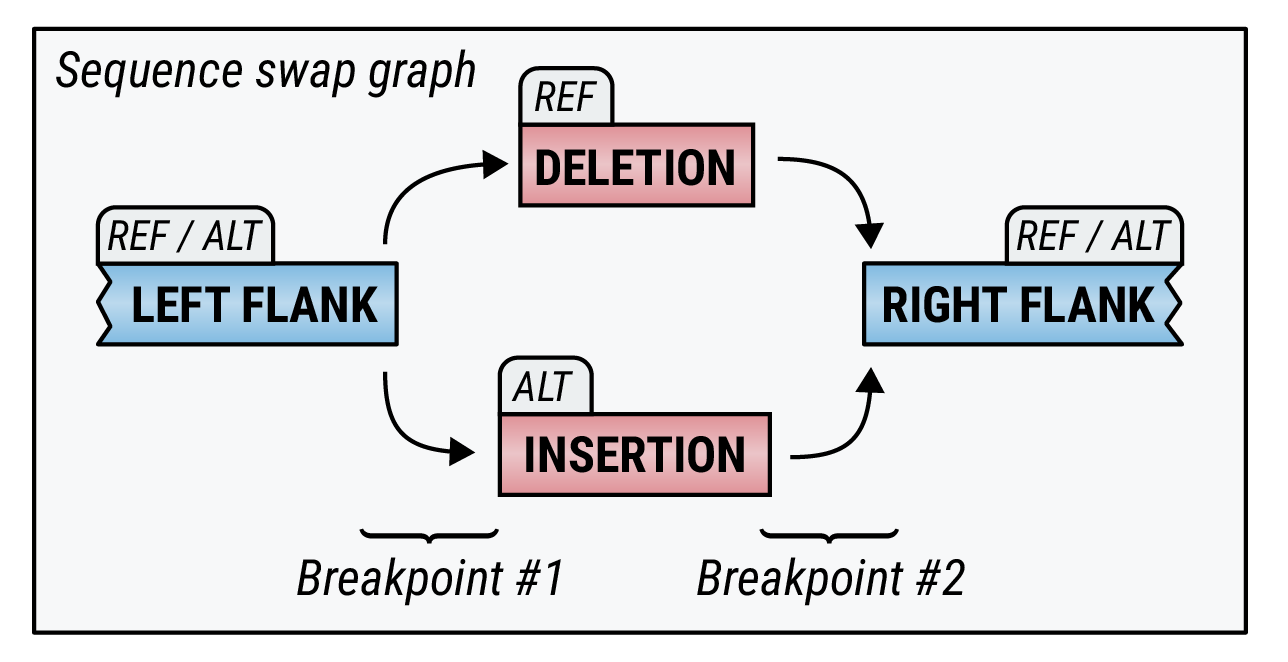 Sequence swap graph
REF
DELETION
REF / ALT
LEFT FLANK
REF / ALT
RIGHT FLANK
ALT
INSERTION
Breakpoint #1
Breakpoint #2